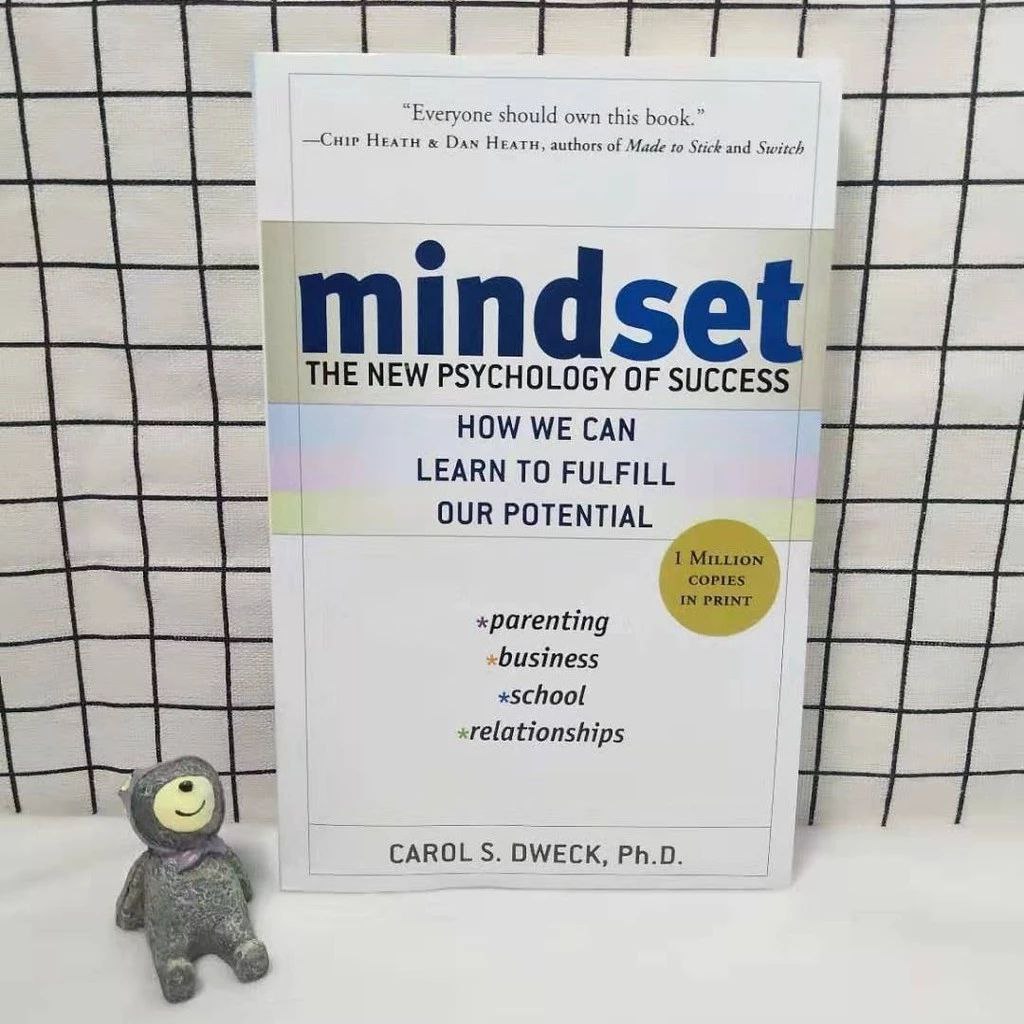 “Everyone should own this book.”
—CHIP HEATH & DAN HEATH, authors of Made to Stick and Switch
mindset
THE NEW PSYCHOLOGY OF SUCCESS
HOW WE CAN
LEARN TO FULFILL
OUR POTENTIAL
1 MILLION
COPIES
IN PRINT
*parenting
*business
*school
*relationships
CAROL S. DWECK, Ph.D.